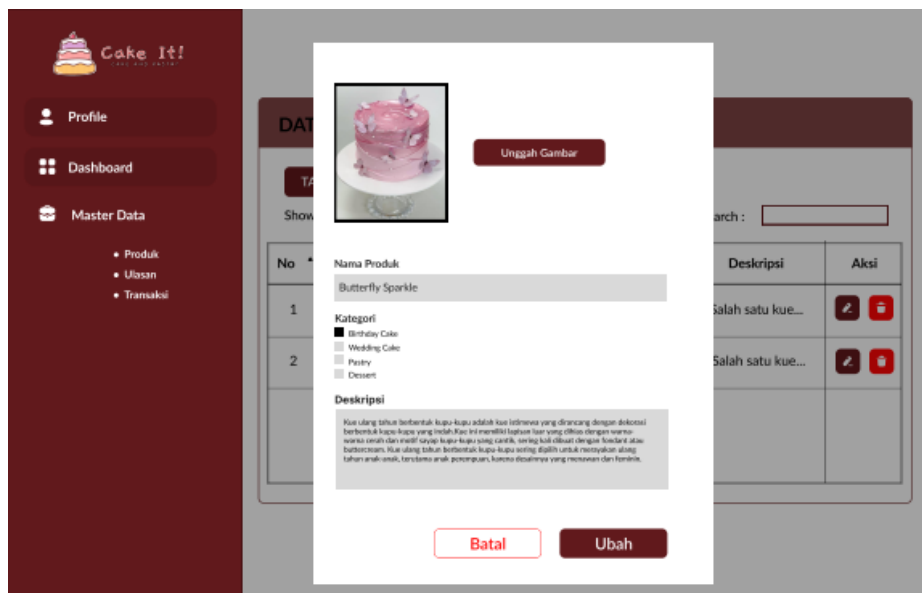 Cake It!
Profile
Dashboard
Master Data
• Produk
• Ulasan
• Transaksi
DAT
TA
Show
arch :
No
Deskripsi
Aksi
1
Salah satu kue...
2
Salah satu kue...
Unggah Gambar
Nama Produk
Butterfly Sparkle
Kategori
Birthday Cake
Wedding Cake
Pastry
Dessert
Deskripsi
Kue ulang tahun berbentuk kupu-kupu adalah kue istimewa yang dirancang dengan dekorasi
berbentuk kupu-kupu yang indah.Kue ini memiliki lapisan luar yang dihias dengan warna-
warna cerah dan motif sayap kupu-kupu yang cantik, sering kali dibuat dengan fondant atau
buttercream. Kue ulang tahun berbentuk kupu-kupu sering dipilih untuk merayakan ulang
tahun anak-anak, terutama anak perempuan, karena desainnya yang menawan dan feminin.
Batal
Ubah